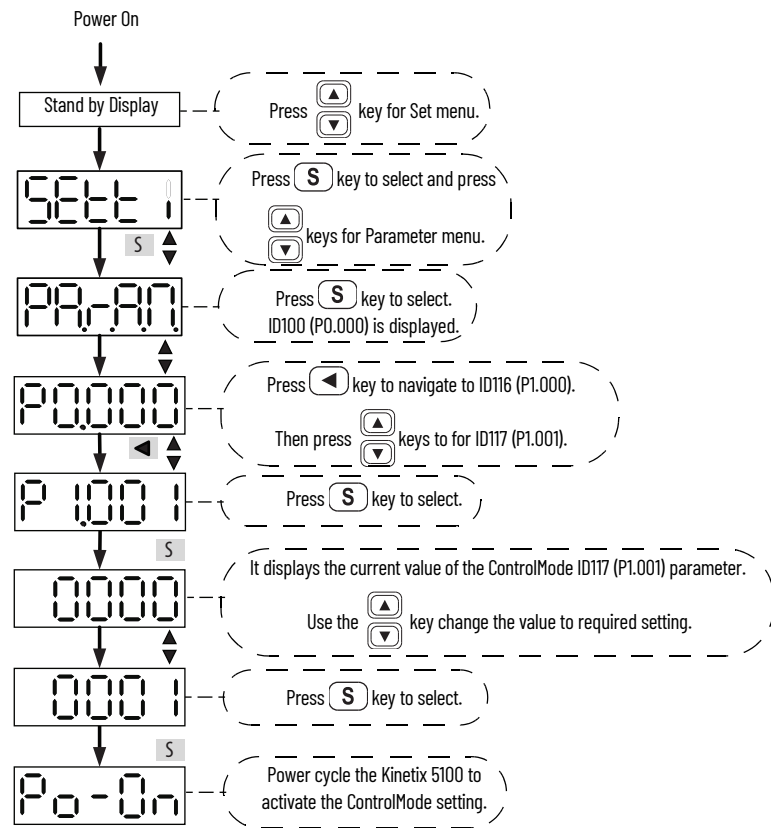 Power On
Stand by Display
Press ▲ ▼ key for Set menu.
SEtt 1
Press S key to select and press
▲ ▼ keys for Parameter menu.
S ▲ ▼
PA.r.A.M.
Press S key to select.
ID100 (P0.000) is displayed.
▲ ▼
P0.000
Press ◀ key to navigate to ID116 (P1.000).
Then press ▲ ▼ keys to for ID117 (P1.001).
◀ ▲ ▼
P 1.001
Press S key to select.
S
It displays the current value of the ControlMode ID117 (P1.001) parameter.
0000
Use the ▲ ▼ key change the value to required setting.
▲ ▼
0001
Press S key to select.
S
Po-On
Power cycle the Kinetix 5100 to
activate the ControlMode setting.